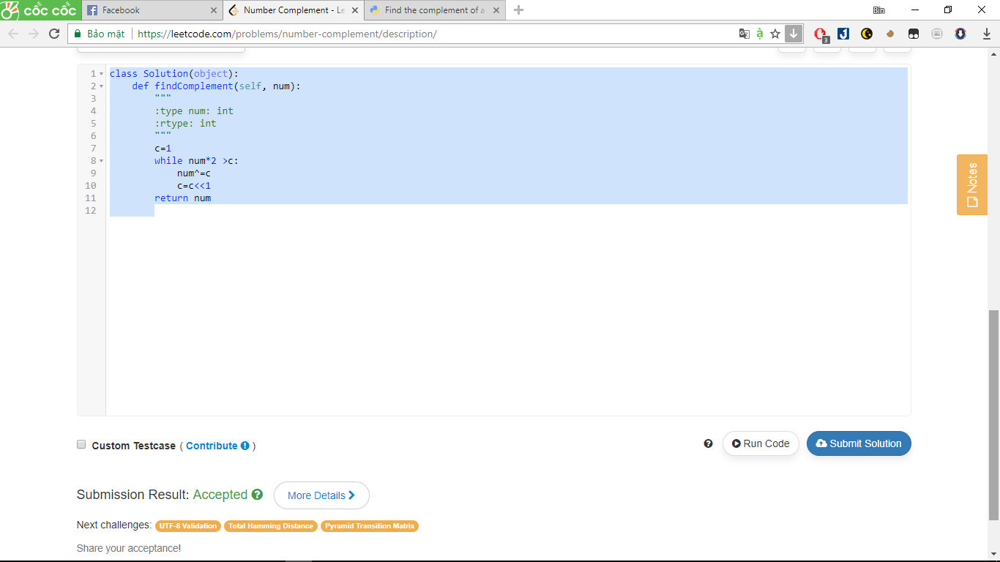 cốc cốc
Facebook
Number Complement - Le
Find the complement of a
Bin
Bảo mật
https://leetcode.com/problems/number-complement/description/
ạ
3
1 class Solution(object):
2 def findComplement(self, num):
3 """
4 :type num: int
5 :rtype: int
6 """
7 c=1
8 while num*2 >c:
9 num^=c
10 c=c<<1
11 return num
12
Notes
Custom Testcase ( Contribute )
Run Code
Submit Solution
Submission Result: Accepted
More Details
Next challenges: UTF-8 Validation Total Hamming Distance Pyramid Transition Matrix
Share your acceptance!